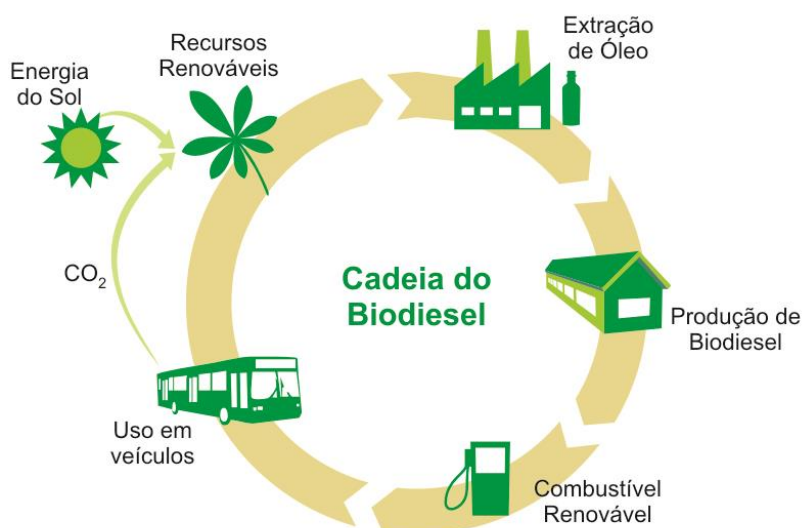 Energia
do Sol
Recursos
Renováveis
Extração
de Óleo
Produção de
Biodiesel
Combustível
Renovável
Uso em
veículos
CO₂
Cadeia do
Biodiesel